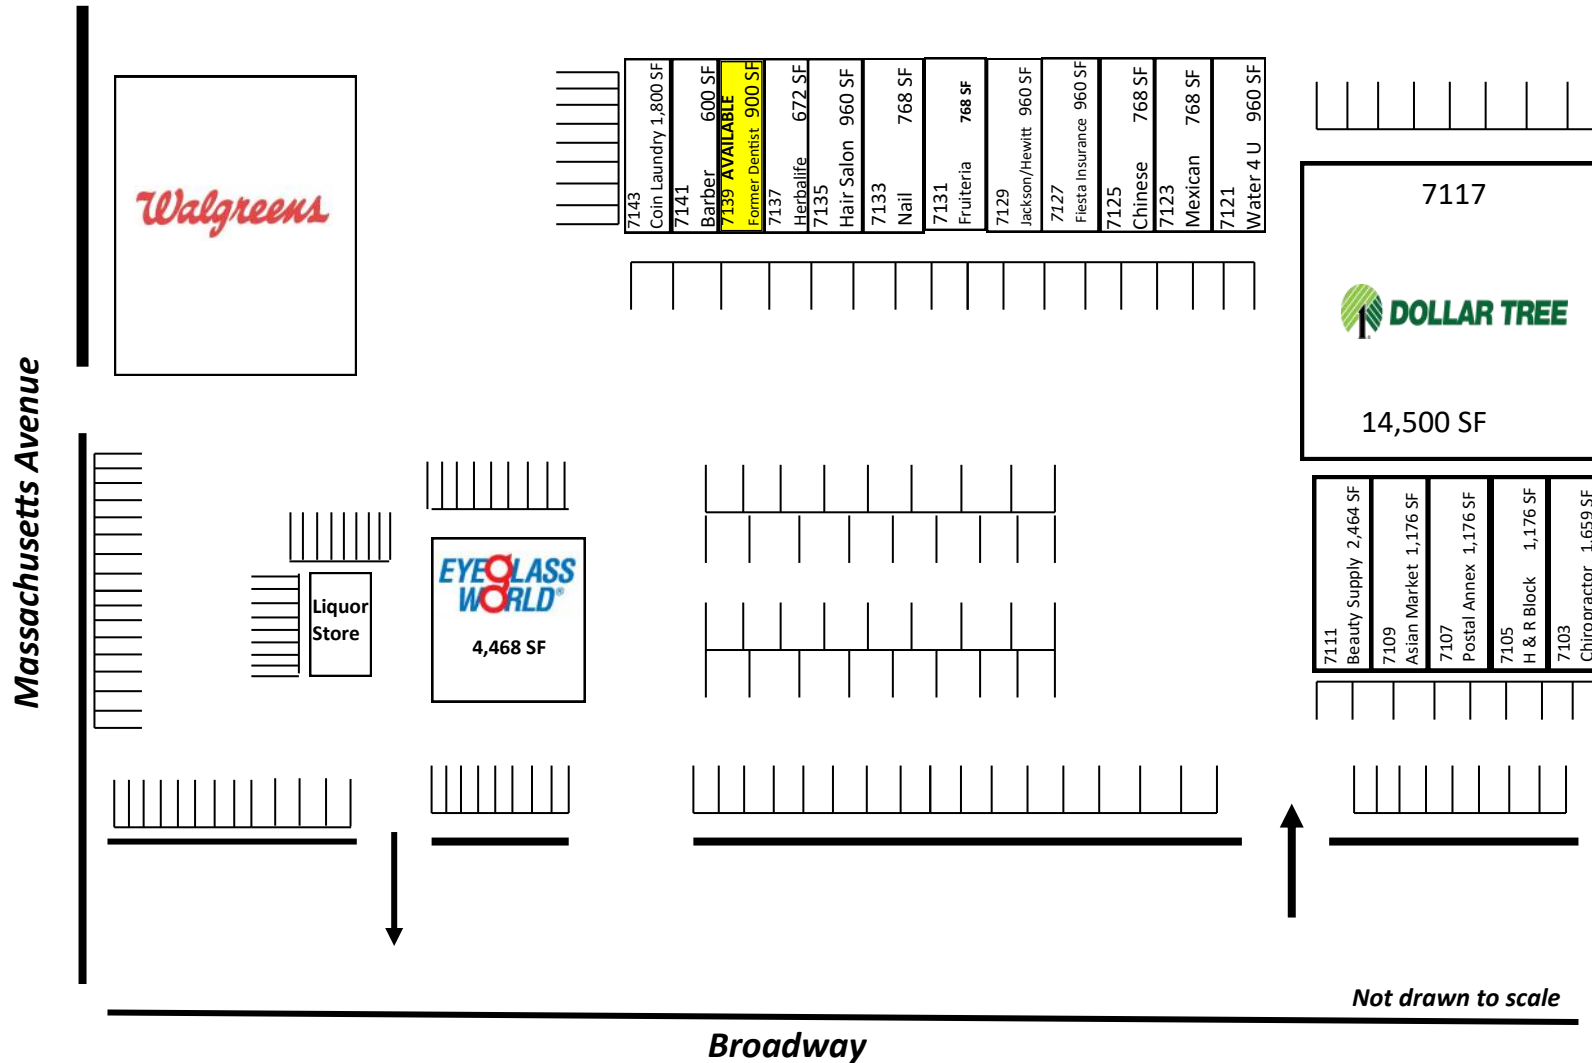 Massachusetts Avenue
Walgreens
7143
Coin Laundry 1,800 SF
7141
Barber 600 SF
7139 AVAILABLE
Former Dentist 900 SF
7137
Herbalife 672 SF
7135
Hair Salon 960 SF
7133
Nail 768 SF
7131
Fruiteria 768 SF
7129
Jackson/Hewitt 960 SF
7127
Fiesta Insurance 960 SF
7125
Chinese 768 SF
7123
Mexican 768 SF
7121
Water 4 U 960 SF
7117
DOLLAR TREE
14,500 SF
EYEGLASS
WORLD®
4,468 SF
Liquor
Store
7111
Beauty Supply 2,464 SF
7109
Asian Market 1,176 SF
7107
Postal Annex 1,176 SF
7105
H & R Block 1,176 SF
7103
Chiropractor 1,659 SF
Not drawn to scale
Broadway